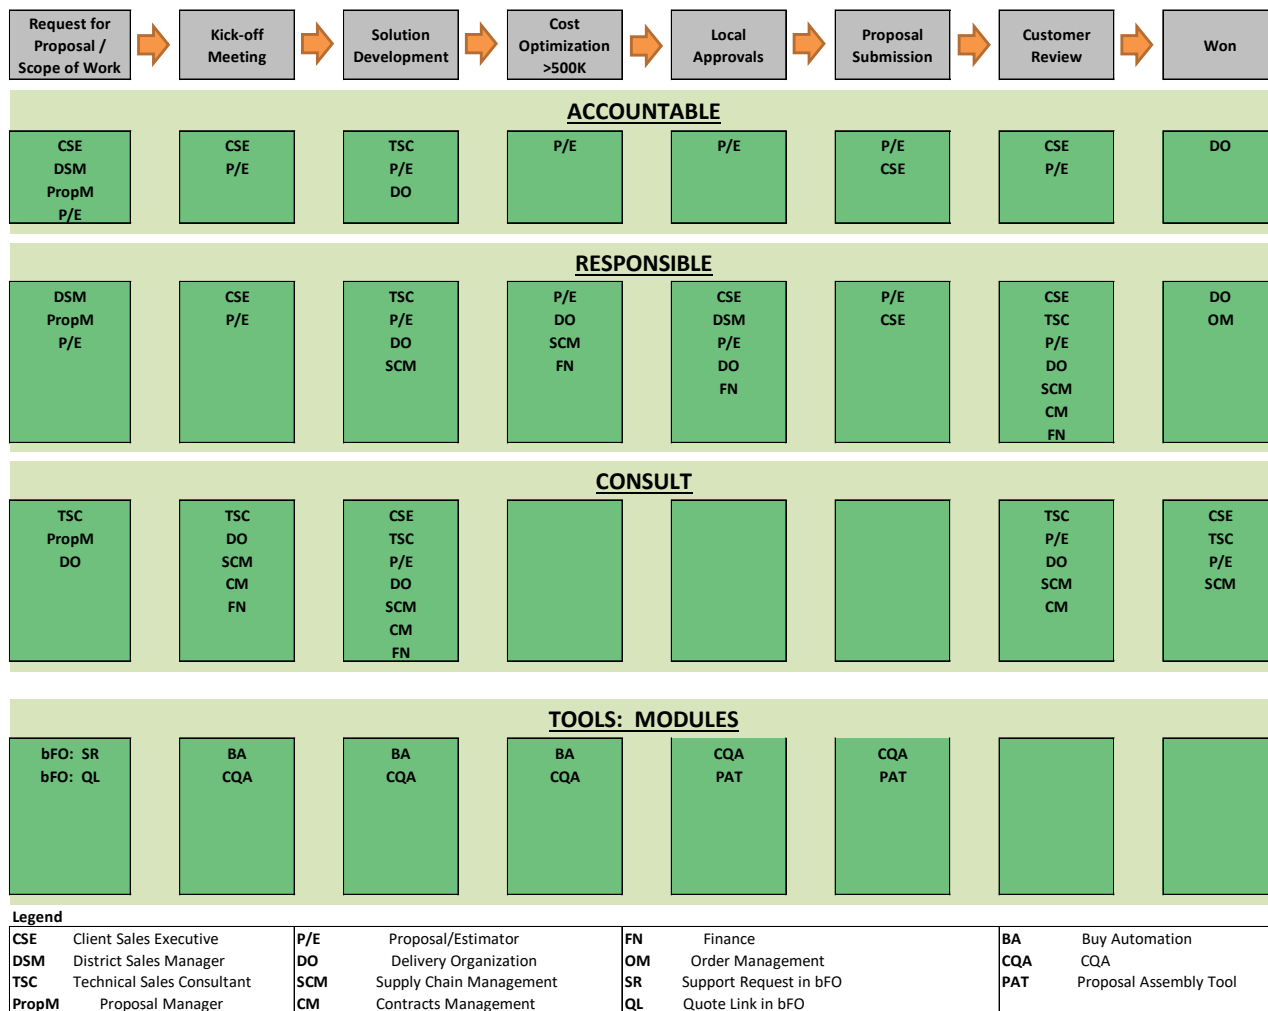 Request for
Proposal /
Scope of Work
Kick-off
Meeting
Solution
Development
Cost
Optimization
>500K
Local
Approvals
Proposal
Submission
Customer
Review
Won
ACCOUNTABLE
CSE
DSM
PropM
P/E
CSE
P/E
TSC
P/E
DO
P/E
P/E
P/E
CSE
CSE
P/E
DO
RESPONSIBLE
DSM
PropM
P/E
CSE
P/E
TSC
P/E
DO
SCM
P/E
DO
SCM
FN
CSE
DSM
P/E
DO
FN
P/E
CSE
CSE
TSC
P/E
DO
SCM
CM
FN
DO
OM
CONSULT
TSC
PropM
DO
TSC
DO
SCM
CM
FN
CSE
TSC
P/E
DO
SCM
CM
FN
TSC
P/E
DO
SCM
CM
CSE
TSC
P/E
SCM
TOOLS: MODULES
bFO: SR
bFO: QL
BA
CQA
BA
CQA
BA
CQA
CQA
PAT
CQA
PAT
Legend
CSE Client Sales Executive P/E Proposal/Estimator FN Finance BA Buy Automation
DSM District Sales Manager DO Delivery Organization OM Order Management CQA CQA
TSC Technical Sales Consultant SCM Supply Chain Management SR Support Request in bFO PAT Proposal Assembly Tool
PropM Proposal Manager CM Contracts Management QL Quote Link in bFO